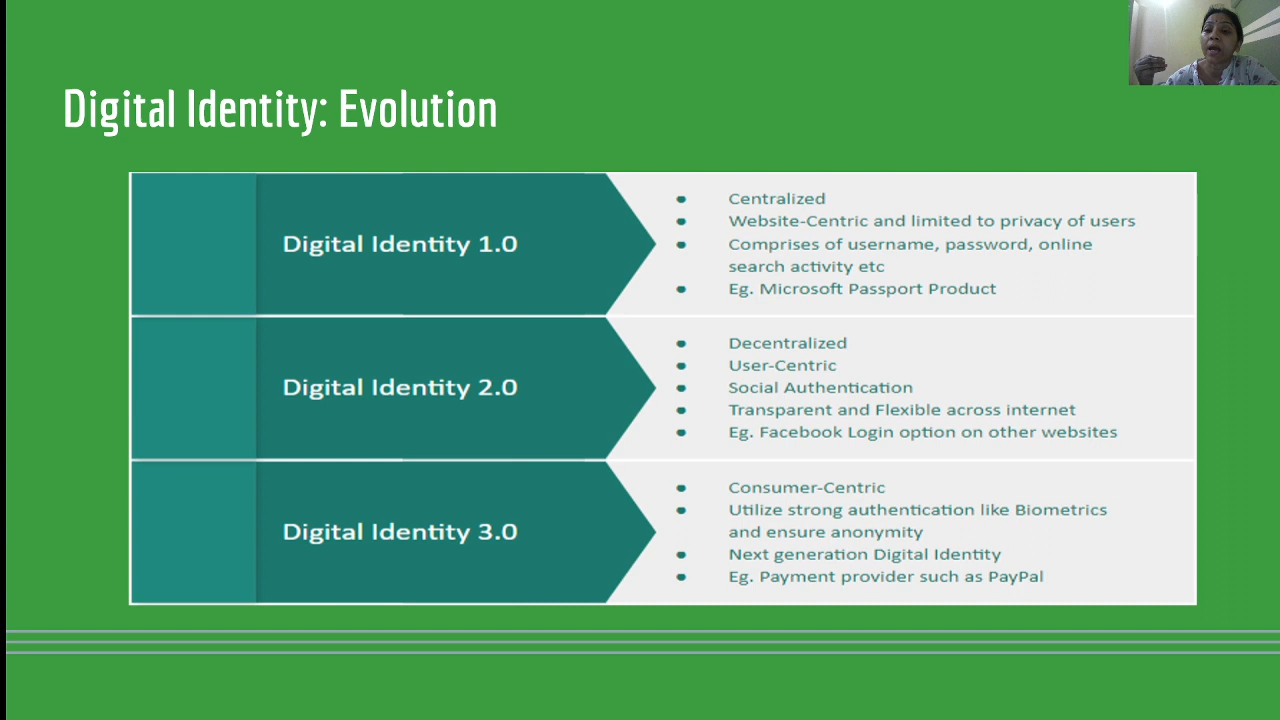 Digital Identity: Evolution
Digital Identity 1.0
Centralized
Website-Centric and limited to privacy of users
Comprises of username, password, online
search activity etc
Eg. Microsoft Passport Product
Digital Identity 2.0
Decentralized
User-Centric
Social Authentication
Transparent and Flexible across internet
Eg. Facebook Login option on other websites
Digital Identity 3.0
Consumer-Centric
Utilize strong authentication like Biometrics
and ensure anonymity
Next generation Digital Identity
Eg. Payment provider such as PayPal